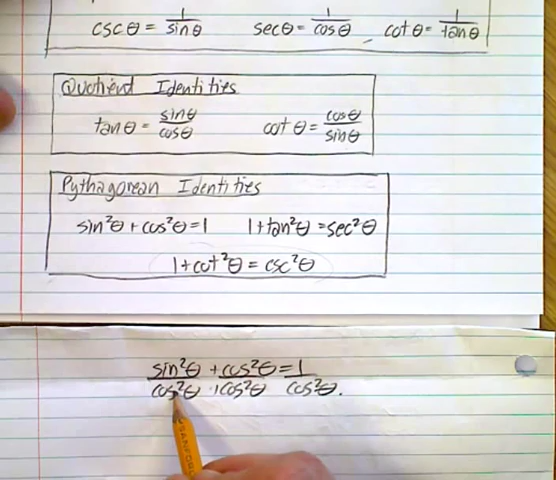 cscθ = 1/sinθ secθ = 1/cosθ cotθ = 1/tanθ
Quotient Identities
tanθ = sinθ/cosθ cotθ = cosθ/sinθ
Pythagorean Identities
sin²θ + cos²θ = 1 1 + tan²θ = sec²θ
1 + cot²θ = csc²θ
sin²θ + cos²θ = 1
cos²θ + cos²θ cos²θ.
SANFORD